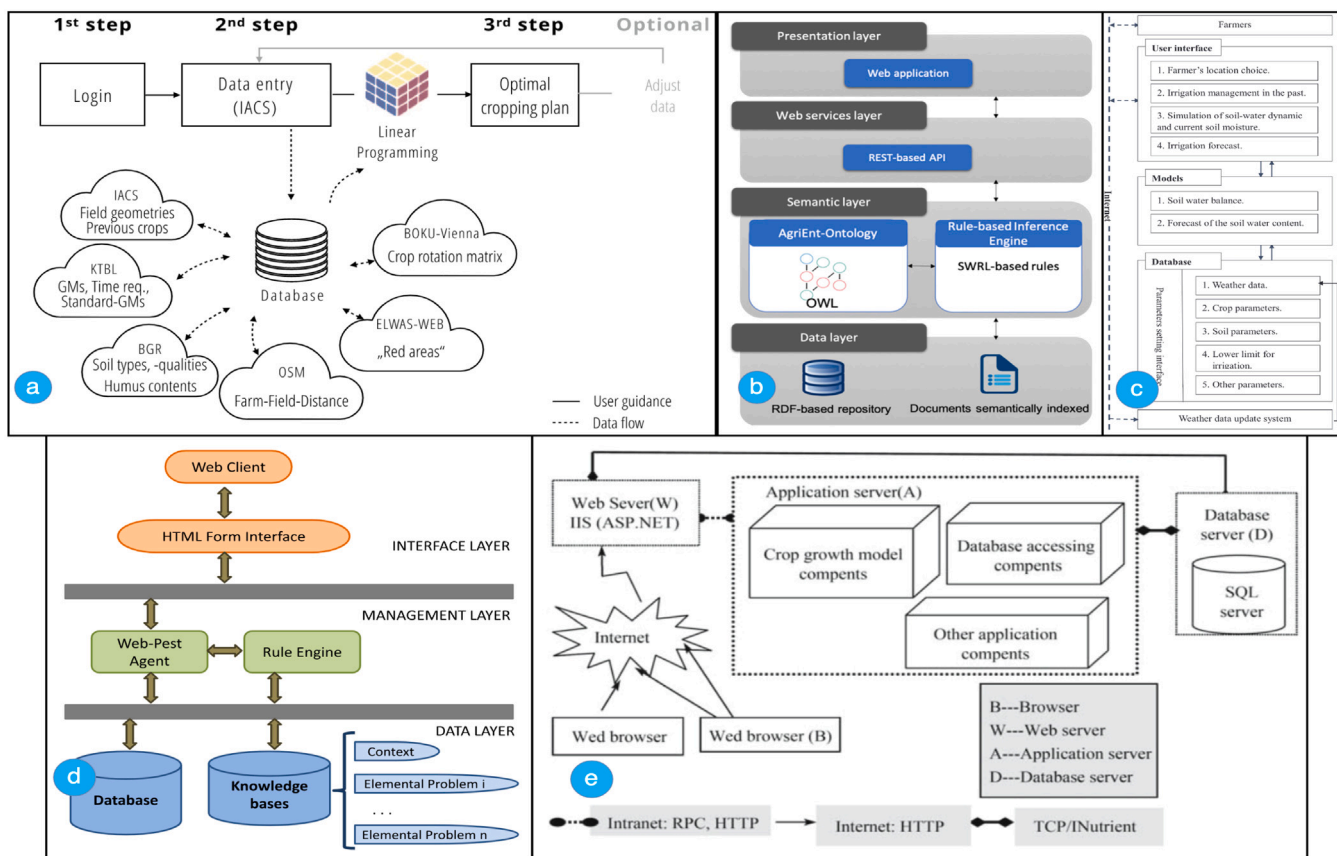 1st step
2nd step
3rd step
Optional
Login
Data entry
(IACS)
Linear
Programming
Optimal
cropping plan
Adjust
data
IACS
Field geometries
Previous crops
KTBL
GMs, Time req.,
Standard-GMs
BGR
Soil types, -qualities
Humus contents
OSM
Farm-Field-Distance
ELWAS-WEB
„Red areas“
BOKU-Vienna
Crop rotation matrix
Database
User guidance
Data flow
a
Presentation layer
Web application
Web services layer
REST-based API
Semantic layer
AgriEnt-Ontology
OWL
Rule-based Inference
Engine
SWRL-based rules
Data layer
RDF-based repository
Documents semantically indexed
b
Farmers
User interface
1. Farmer's location choice.
2. Irrigation management in the past.
3. Simulation of soil-water dynamic
and current soil moisture.
4. Irrigation forecast.
Internet
Models
1. Soil water balance.
2. Forecast of the soil water content.
Database
Parameters setting interface
1. Weather data.
2. Crop parameters.
3. Soil parameters.
4. Lower limit for
irrigation.
5. Other parameters.
Weather data update system
c
Web Client
HTML Form Interface
INTERFACE LAYER
MANAGEMENT LAYER
Web-Pest
Agent
Rule Engine
DATA LAYER
Database
Knowledge
bases
Context
Elemental Problem i
. . .
Elemental Problem n
d
Web Sever(W)
IIS (ASP.NET)
Application server(A)
Crop growth model
compents
Database accessing
compents
Other application
compents
Database
server (D)
SQL
server
Internet
Wed browser
Wed browser (B)
B---Browser
W---Web server
A---Application server
D---Database server
Intranet: RPC, HTTP
Internet: HTTP
TCP/INutrient
e